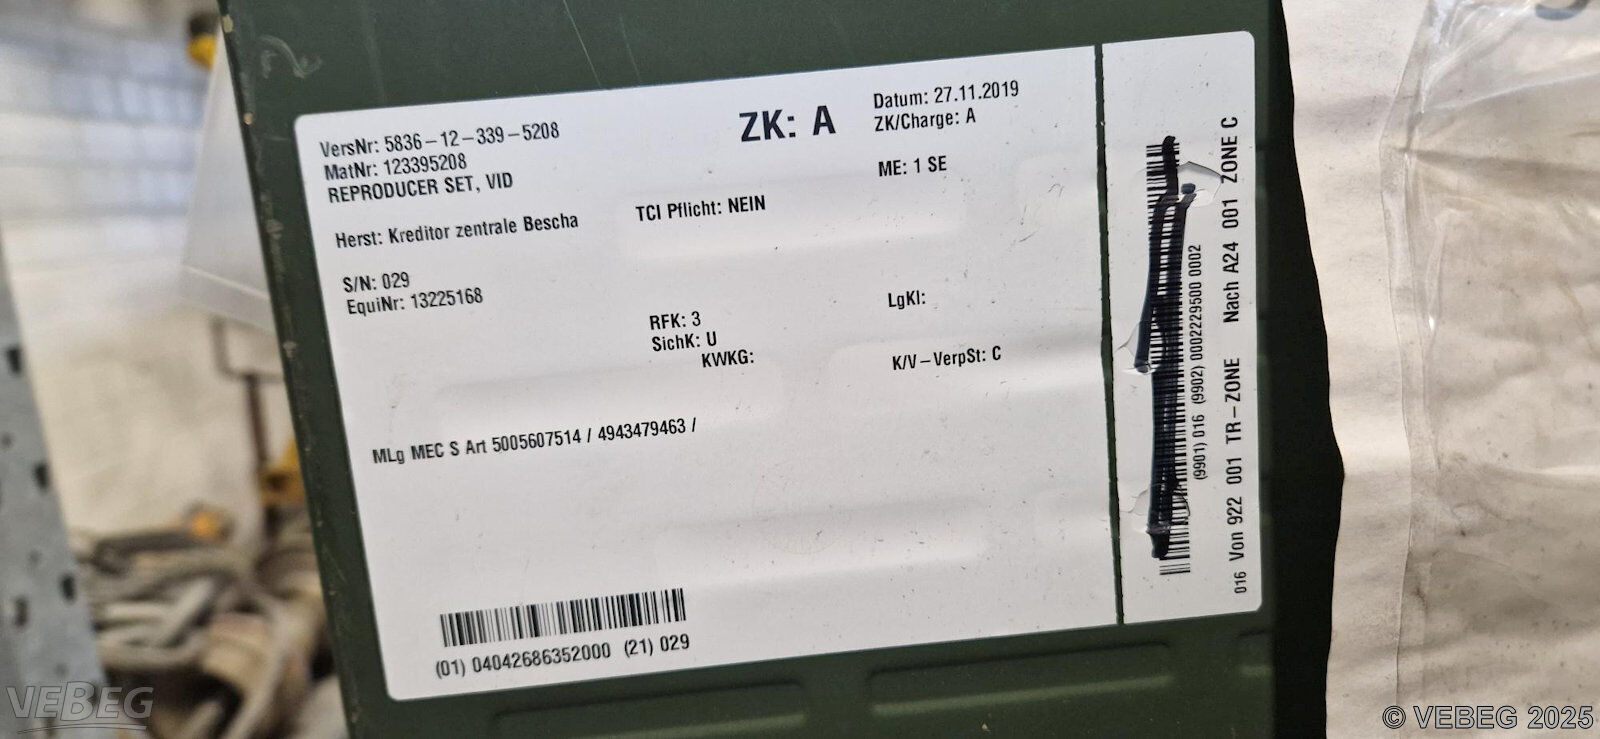 VersNr: 5836-12-339-5208
MatNr: 123395208
REPRODUCER SET, VID
ZK: A
Datum: 27.11.2019
ZK/Charge: A
ME: 1 SE
Herst: Kreditor zentrale Bescha
TCI Pflicht: NEIN
S/N: 029
EquiNr: 13225168
RFK: 3
SichK: U
KWKG:
LgKl:
K/V-VerpSt: C
MLg MEC S Art 5005607514 / 4943479463 /
(01) 04042686352000 (21) 029
(9901) 016 (9902) 0002229500 0002
016 Von 922 001 TR-ZONE Nach A24 001 ZONE C
VEBEG
© VEBEG 2025